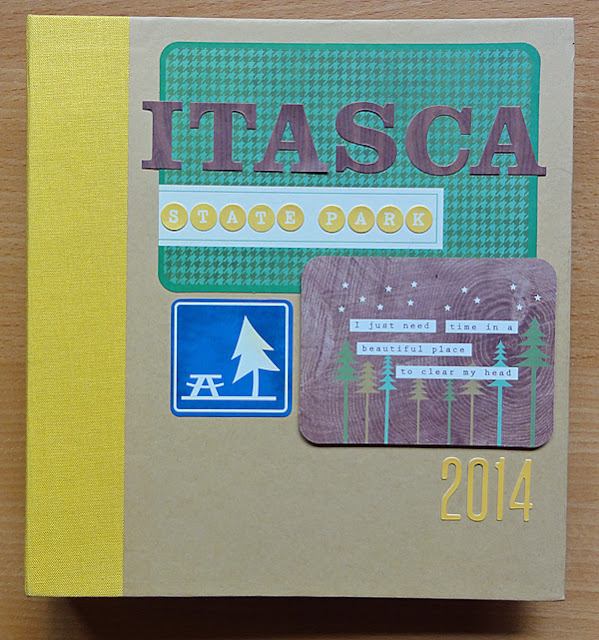 ITASCA
STATE PARK
I just need time in a
beautiful place
to clear my head
2014